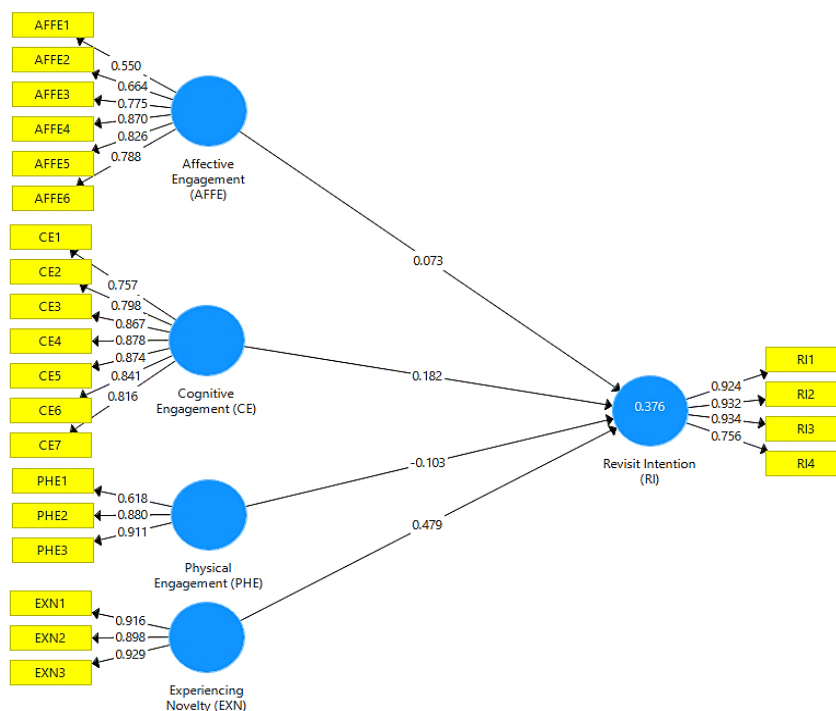 AFFE1
AFFE2
AFFE3
AFFE4
AFFE5
AFFE6
0.550
0.664
0.775
0.870
0.826
0.788
Affective
Engagement
(AFFE)
0.073
CE1
CE2
CE3
CE4
CE5
CE6
CE7
0.757
0.798
0.867
0.878
0.874
0.841
0.816
Cognitive
Engagement (CE)
0.182
PHE1
PHE2
PHE3
0.618
0.880
0.911
Physical
Engagement (PHE)
-0.103
EXN1
EXN2
EXN3
0.916
0.898
0.929
Experiencing
Novelty (EXN)
0.479
0.376
Revisit Intention
(RI)
0.924
0.932
0.934
0.756
RI1
RI2
RI3
RI4